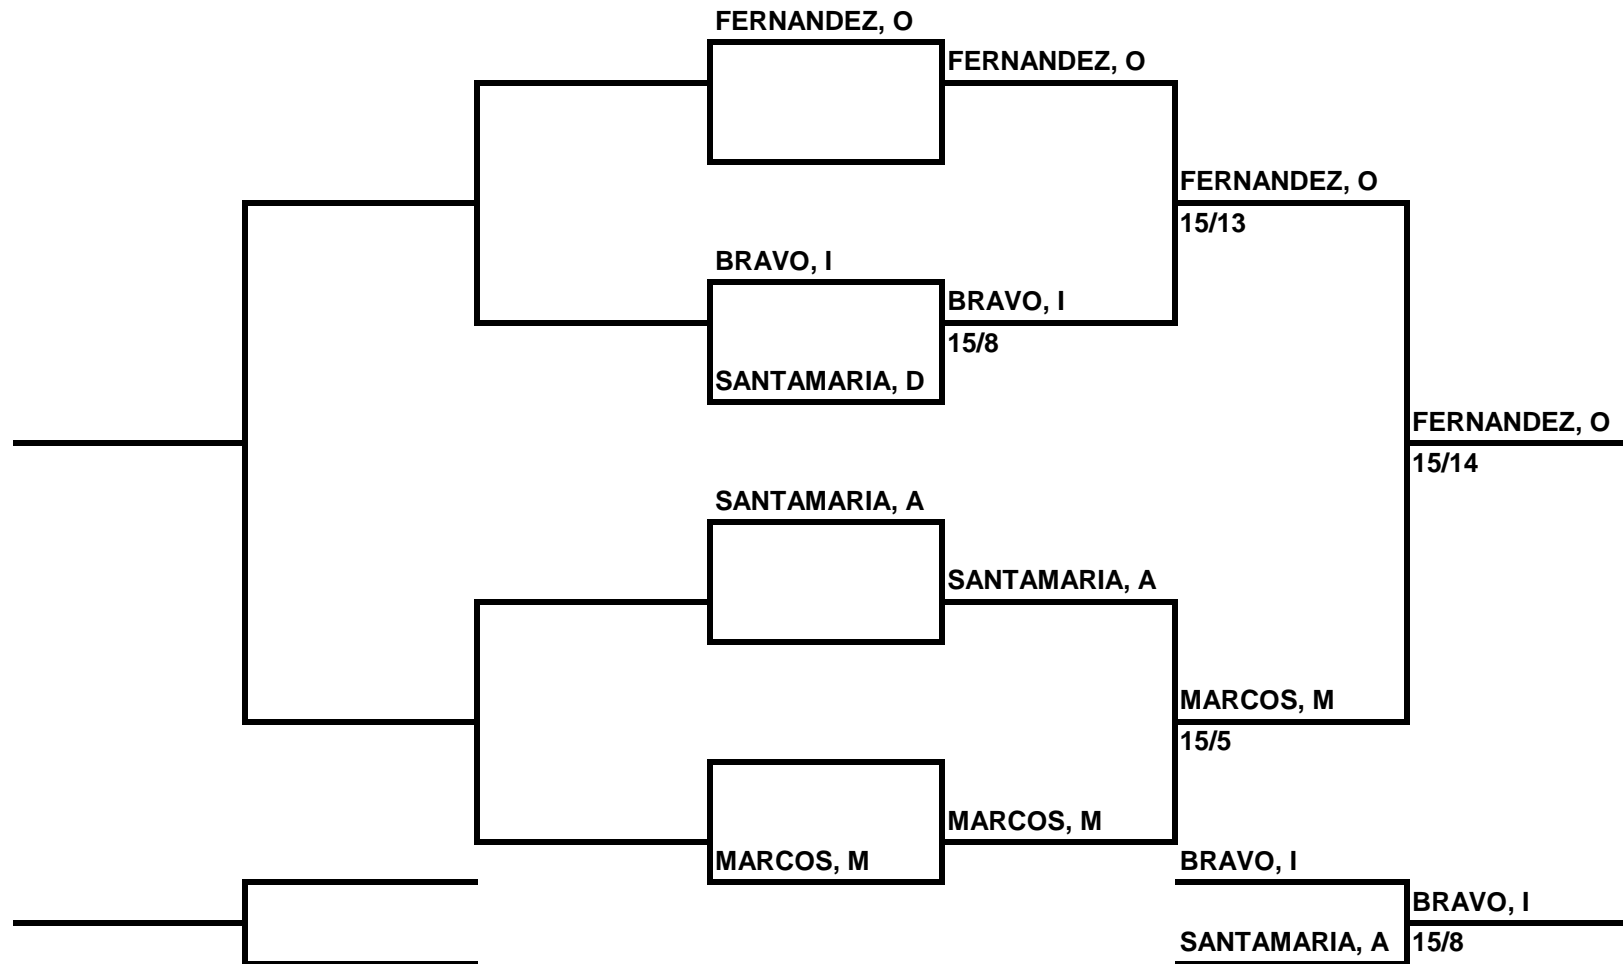 FERNANDEZ, O
FERNANDEZ, O
FERNANDEZ, O
15/13
BRAVO, I
BRAVO, I
15/8
SANTAMARIA, D
FERNANDEZ, O
15/14
SANTAMARIA, A
SANTAMARIA, A
MARCOS, M
15/5
MARCOS, M
MARCOS, M
BRAVO, I
BRAVO, I
SANTAMARIA, A
15/8